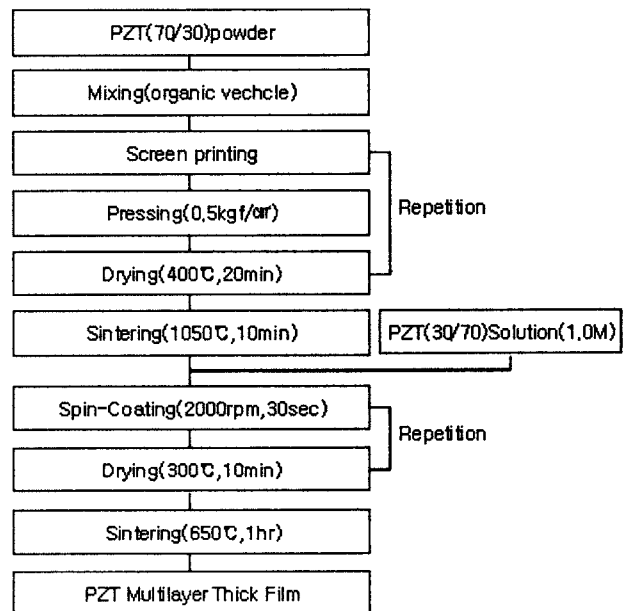 PZT(70/30)powder
Mixing(organic vechcle)
Screen printing
Pressing(0.5kgf/㎠)
Repetition
Drying(400℃,20min)
Sintering(1050℃,10min)
PZT(30/70)Solution(1.0M)
Spin-Coating(2000rpm,30sec)
Repetition
Drying(300℃,10min)
Sintering(650℃,1hr)
PZT Multilayer Thick Film